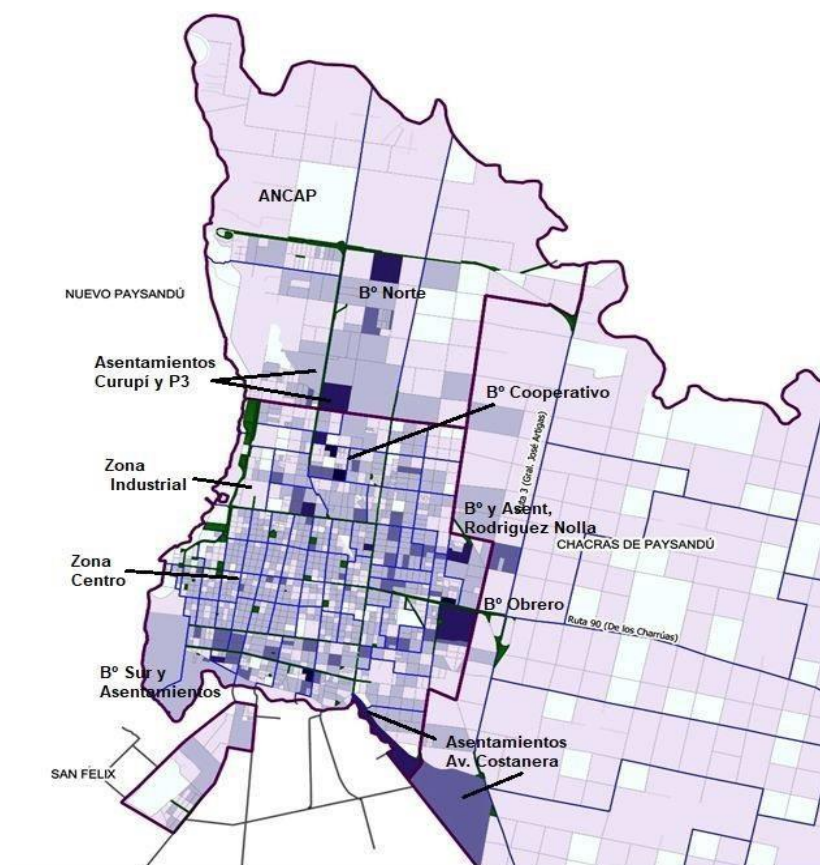 ANCAP
NUEVO PAYSANDÚ
Bº Norte
Asentamientos
Curupí y P3
Bº Cooperativo
ta 3 (Gral. José Artigas)
Zona
Industrial
Bº y Asent,
Rodriguez Nolla
CHACRAS DE PAYSANDÚ
Zona
Centro
Bº Obrero
Ruta 90 (De los Charrúas)
Bº Sur y
Asentamientos
Asentamientos
Av. Costanera
SAN FÉLIX